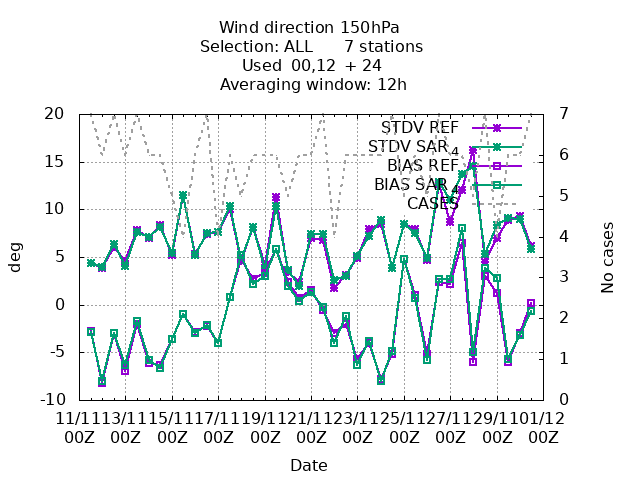 Wind direction 150hPa
Selection: ALL 7 stations
Used 00,12 + 24
Averaging window: 12h
20 7
STDV REF
STDV SAR_4
15 6
BIAS REF
BIAS SAR_4
CASES
5
10
4
5
deg
No cases
3
0
2
-5
1
-10 0
11/11 13/11 15/11 17/11 19/11 21/11 23/11 25/11 27/11 29/11 01/12
00Z 00Z 00Z 00Z 00Z 00Z 00Z 00Z 00Z 00Z 00Z
Date